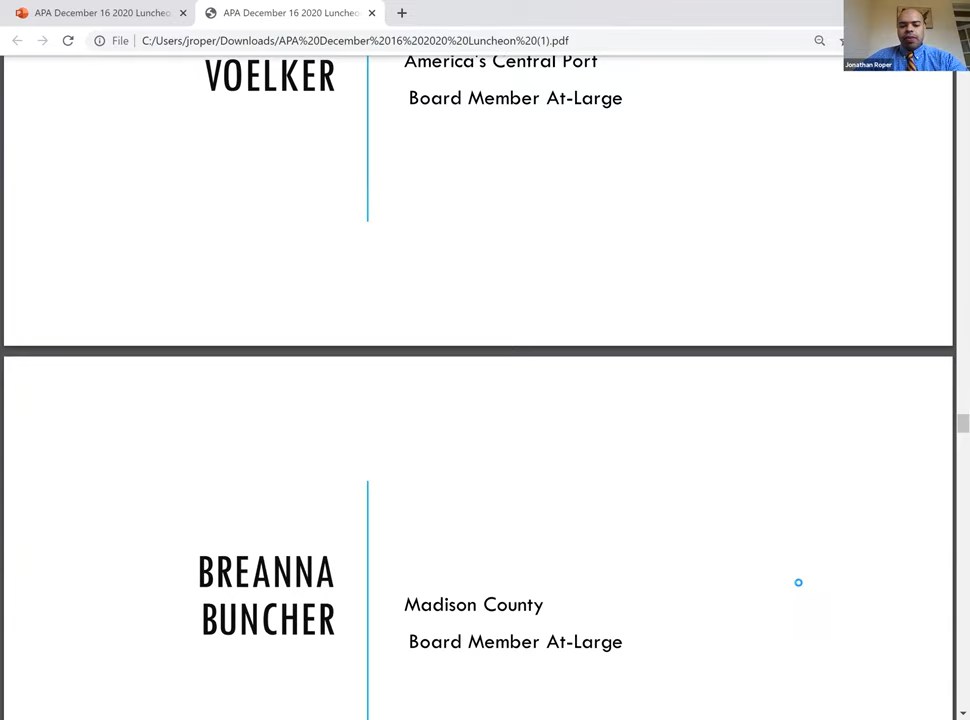 APA December 16 2020 Lunche
APA December 16 2020 Lunche
File
C:/Users/jroper/Downloads/APA%20December%2016%202020%20Luncheon%20(1).pdf
Jonathan Roper
VOELKER
America's Central Port
Board Member At-Large
BREANNA
BUNCHER
Madison County
Board Member At-Large